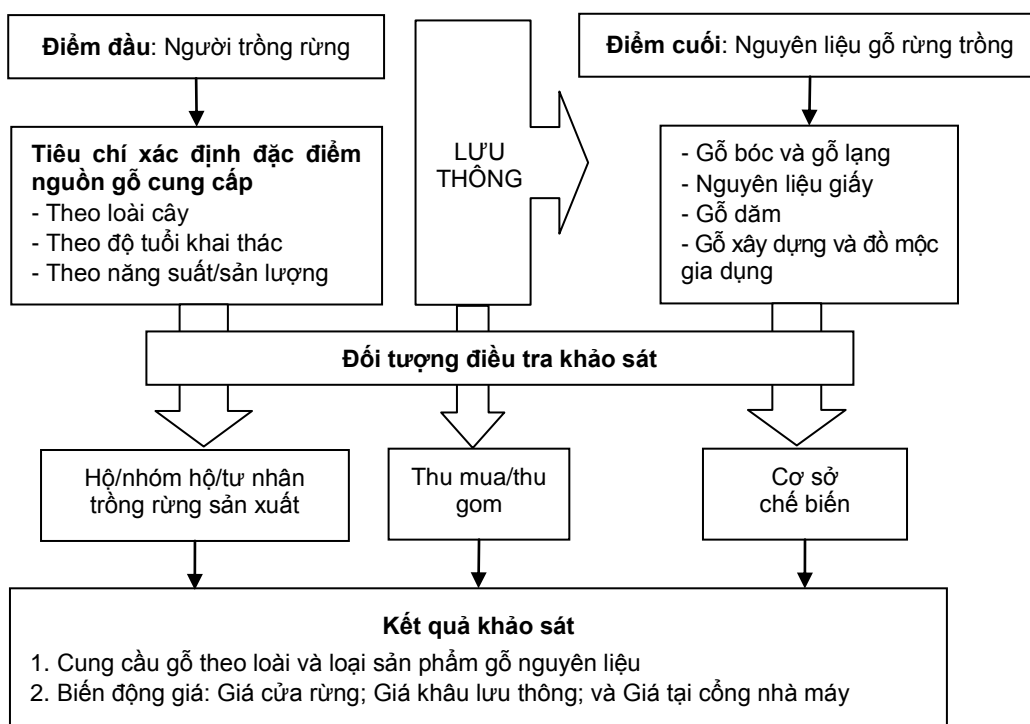 Điểm đầu: Người trồng rừng
Điểm cuối: Nguyên liệu gỗ rừng trồng
Tiêu chí xác định đặc điểm
nguồn gỗ cung cấp
- Theo loài cây
- Theo độ tuổi khai thác
- Theo năng suất/sản lượng
LƯU
THÔNG
- Gỗ bóc và gỗ lạng
- Nguyên liệu giấy
- Gỗ dăm
- Gỗ xây dựng và đồ mộc
gia dụng
Đối tượng điều tra khảo sát
Hộ/nhóm hộ/tư nhân
trồng rừng sản xuất
Thu mua/thu
gom
Cơ sở
chế biến
Kết quả khảo sát
1. Cung cầu gỗ theo loài và loại sản phẩm gỗ nguyên liệu
2. Biến động giá: Giá cửa rừng; Giá khâu lưu thông; và Giá tại cổng nhà máy